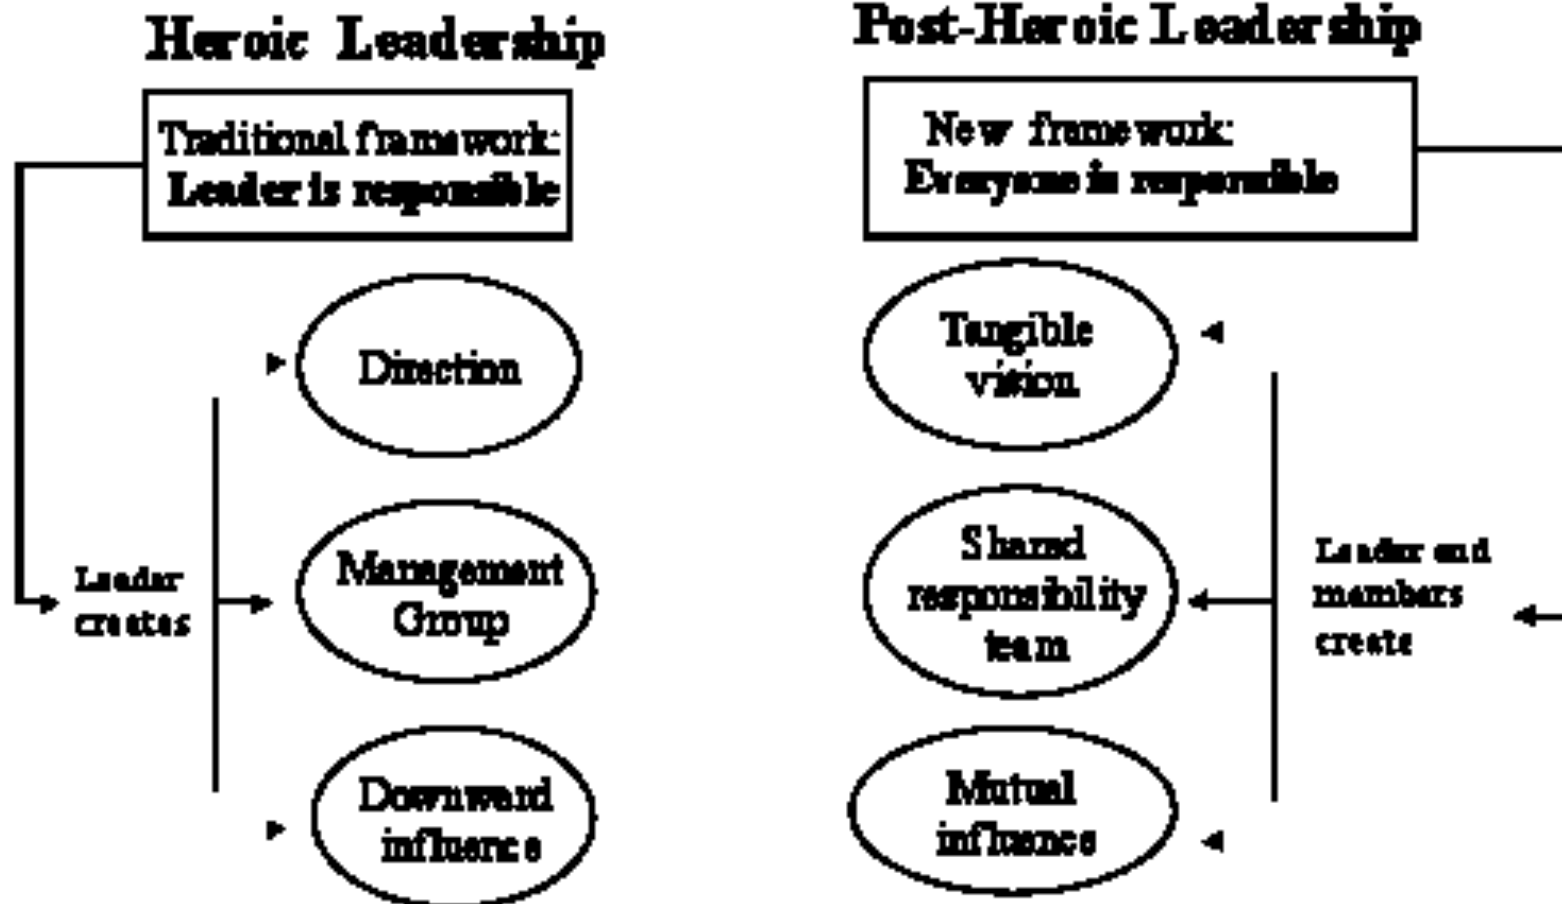 Heroic Leadership
Traditional framework:
Leader is responsible
Direction
Leader
creates
Management
Group
Downward
influence
Post-Heroic Leadership
New framework:
Everyone is responsible
Tangible
vision
Shared
responsibility
team
Leader and
members
create
Mutual
influence